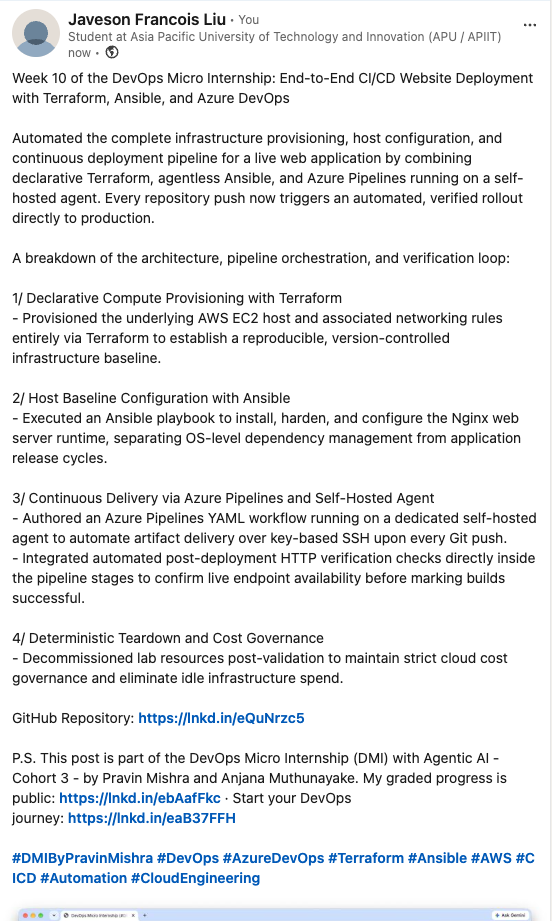 Javeson Francois Liu • You
Student at Asia Pacific University of Technology and Innovation (APU / APIIT)
now •
Week 10 of the DevOps Micro Internship: End-to-End CI/CD Website Deployment
with Terraform, Ansible, and Azure DevOps
Automated the complete infrastructure provisioning, host configuration, and
continuous deployment pipeline for a live web application by combining
declarative Terraform, agentless Ansible, and Azure Pipelines running on a self-
hosted agent. Every repository push now triggers an automated, verified rollout
directly to production.
A breakdown of the architecture, pipeline orchestration, and verification loop:
1/ Declarative Compute Provisioning with Terraform
- Provisioned the underlying AWS EC2 host and associated networking rules
entirely via Terraform to establish a reproducible, version-controlled
infrastructure baseline.
2/ Host Baseline Configuration with Ansible
- Executed an Ansible playbook to install, harden, and configure the Nginx web
server runtime, separating OS-level dependency management from application
release cycles.
3/ Continuous Delivery via Azure Pipelines and Self-Hosted Agent
- Authored an Azure Pipelines YAML workflow running on a dedicated self-hosted
agent to automate artifact delivery over key-based SSH upon every Git push.
- Integrated automated post-deployment HTTP verification checks directly inside
the pipeline stages to confirm live endpoint availability before marking builds
successful.
4/ Deterministic Teardown and Cost Governance
- Decommissioned lab resources post-validation to maintain strict cloud cost
governance and eliminate idle infrastructure spend.
GitHub Repository: https://lnkd.in/eQuNrzc5
P.S. This post is part of the DevOps Micro Internship (DMI) with Agentic AI -
Cohort 3 - by Pravin Mishra and Anjana Muthunayake. My graded progress is
public: https://lnkd.in/ebAafFkc · Start your DevOps
journey: https://lnkd.in/eaB37FFH
#DMIByPravinMishra #DevOps #AzureDevOps #Terraform #Ansible #AWS #C
ICD #Automation #CloudEngineering
DevOps Micro Internship (
Ask Gemini